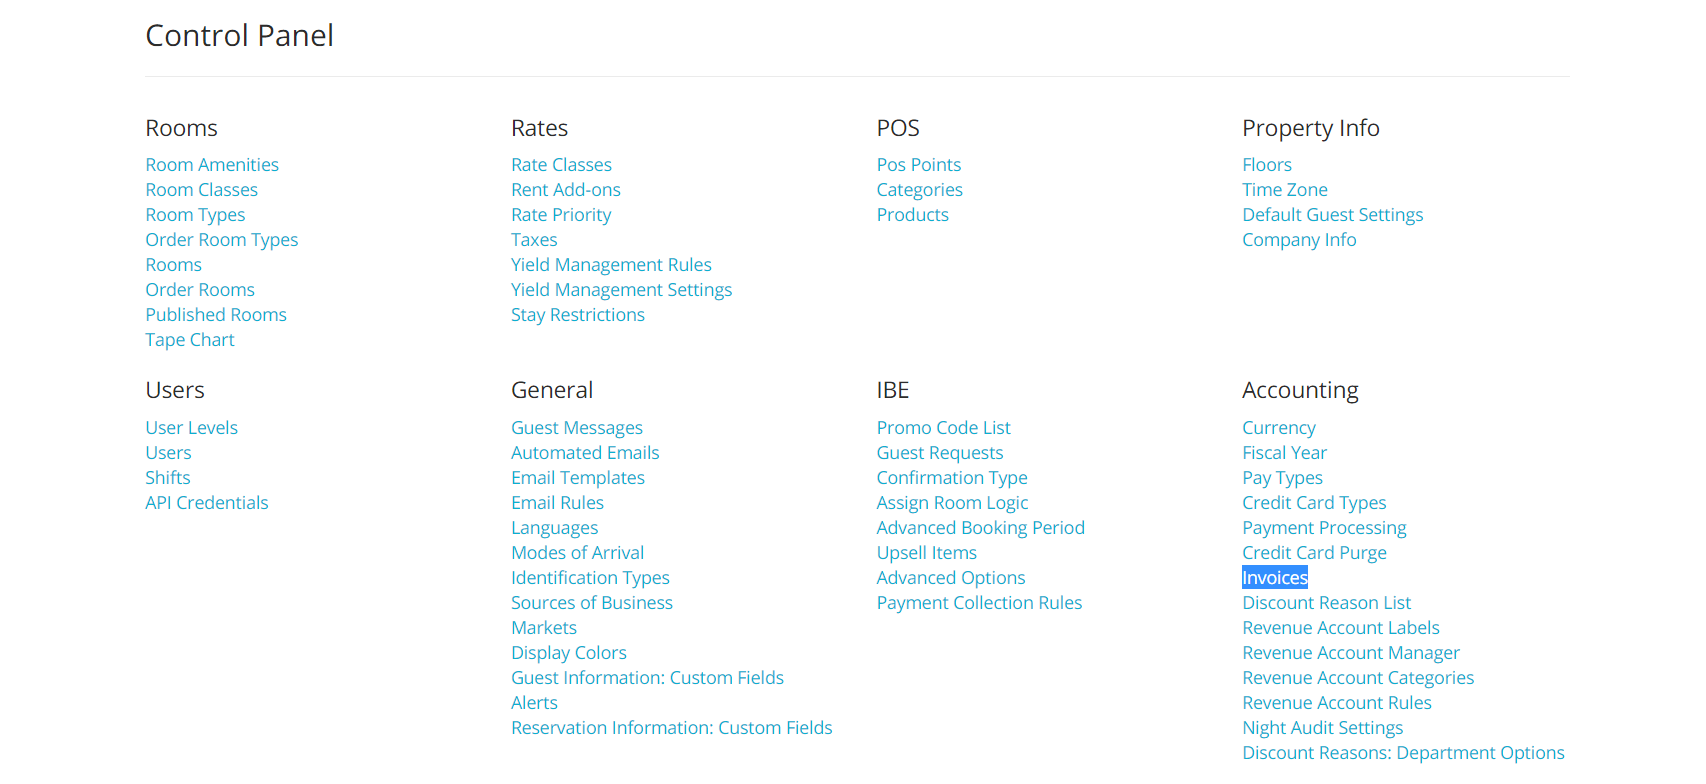 Control Panel
Rooms
Room Amenities
Room Classes
Room Types
Order Room Types
Rooms
Order Rooms
Published Rooms
Tape Chart
Rates
Rate Classes
Rent Add-ons
Rate Priority
Taxes
Yield Management Rules
Yield Management Settings
Stay Restrictions
POS
Pos Points
Categories
Products
Property Info
Floors
Time Zone
Default Guest Settings
Company Info
Users
User Levels
Users
Shifts
API Credentials
General
Guest Messages
Automated Emails
Email Templates
Email Rules
Languages
Modes of Arrival
Identification Types
Sources of Business
Markets
Display Colors
Guest Information: Custom Fields
Alerts
Reservation Information: Custom Fields
IBE
Promo Code List
Guest Requests
Confirmation Type
Assign Room Logic
Advanced Booking Period
Upsell Items
Advanced Options
Payment Collection Rules
Accounting
Currency
Fiscal Year
Pay Types
Credit Card Types
Payment Processing
Credit Card Purge
Invoices
Discount Reason List
Revenue Account Labels
Revenue Account Manager
Revenue Account Categories
Revenue Account Rules
Night Audit Settings
Discount Reasons: Department Options